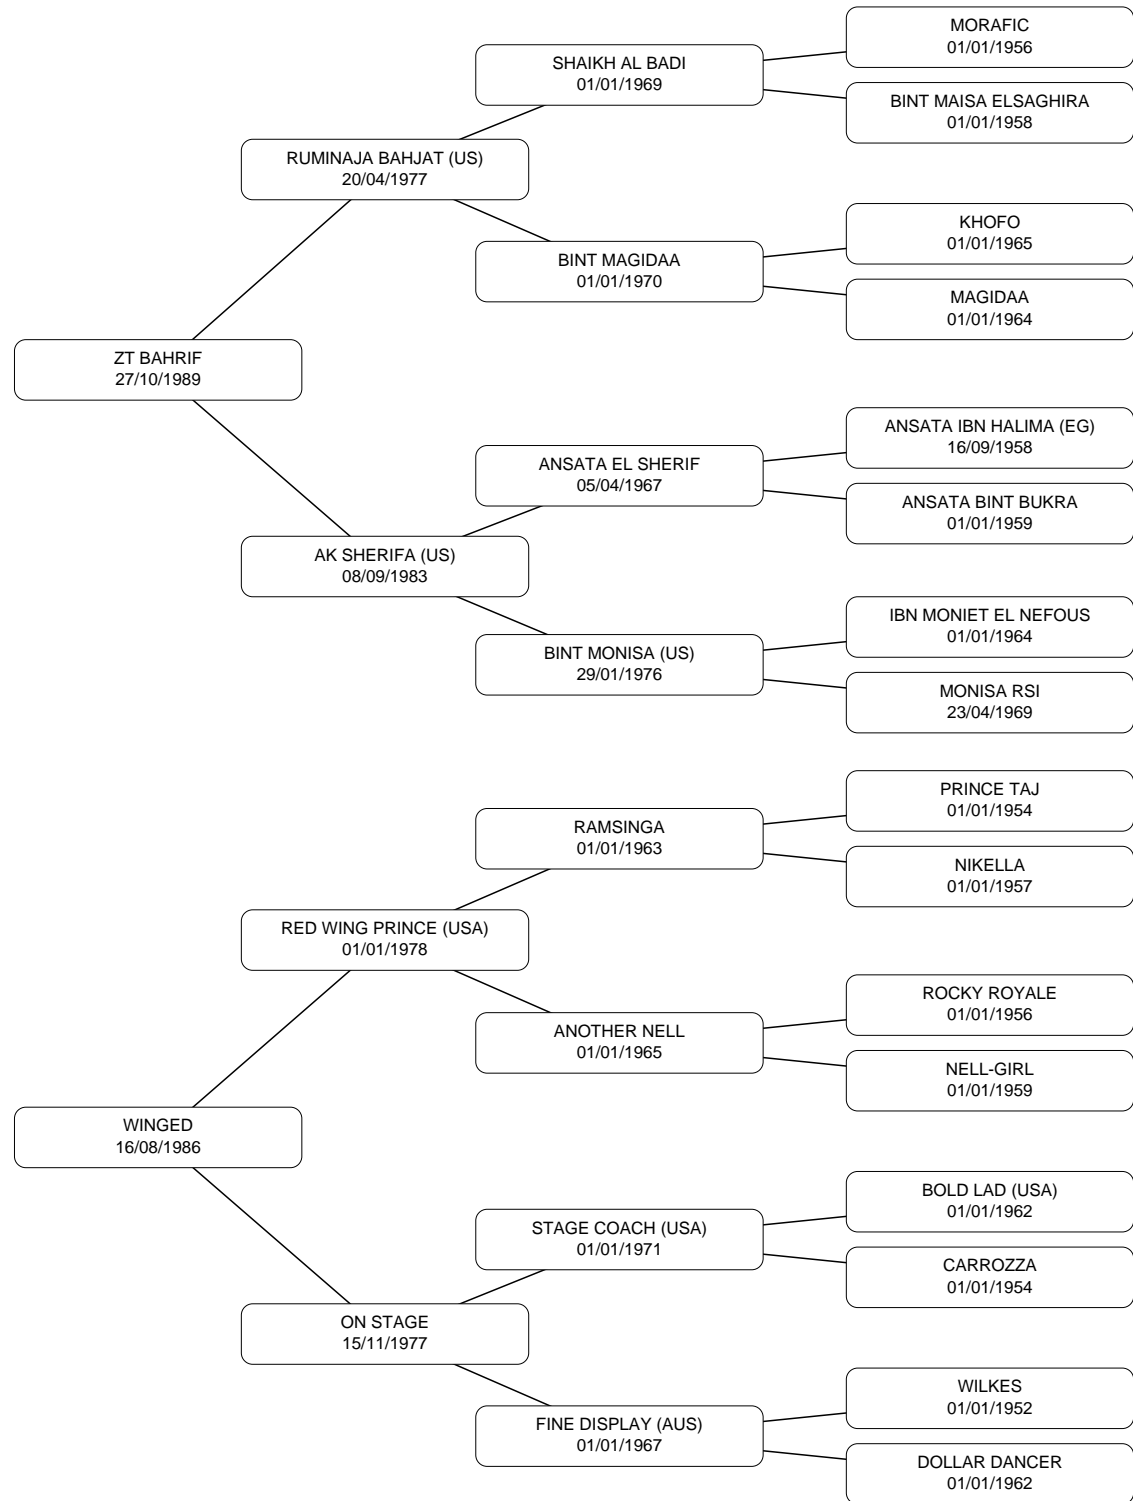 MORAFIC
01/01/1956
SHAIKH AL BADI
01/01/1969
BINT MAISA ELSAGHIRA
01/01/1958
RUMINAJA BAHJAT (US)
20/04/1977
KHOFO
01/01/1965
BINT MAGIDAA
01/01/1970
MAGIDAA
01/01/1964
ZT BAHRIF
27/10/1989
ANSATA IBN HALIMA (EG)
16/09/1958
ANSATA EL SHERIF
05/04/1967
ANSATA BINT BUKRA
01/01/1959
AK SHERIFA (US)
08/09/1983
IBN MONIET EL NEFOUS
01/01/1964
BINT MONISA (US)
29/01/1976
MONISA RSI
23/04/1969
PRINCE TAJ
01/01/1954
RAMSINGA
01/01/1963
NIKELLA
01/01/1957
RED WING PRINCE (USA)
01/01/1978
ROCKY ROYALE
01/01/1956
ANOTHER NELL
01/01/1965
NELL-GIRL
01/01/1959
WINGED
16/08/1986
BOLD LAD (USA)
01/01/1962
STAGE COACH (USA)
01/01/1971
CARROZZA
01/01/1954
ON STAGE
15/11/1977
WILKES
01/01/1952
FINE DISPLAY (AUS)
01/01/1967
DOLLAR DANCER
01/01/1962